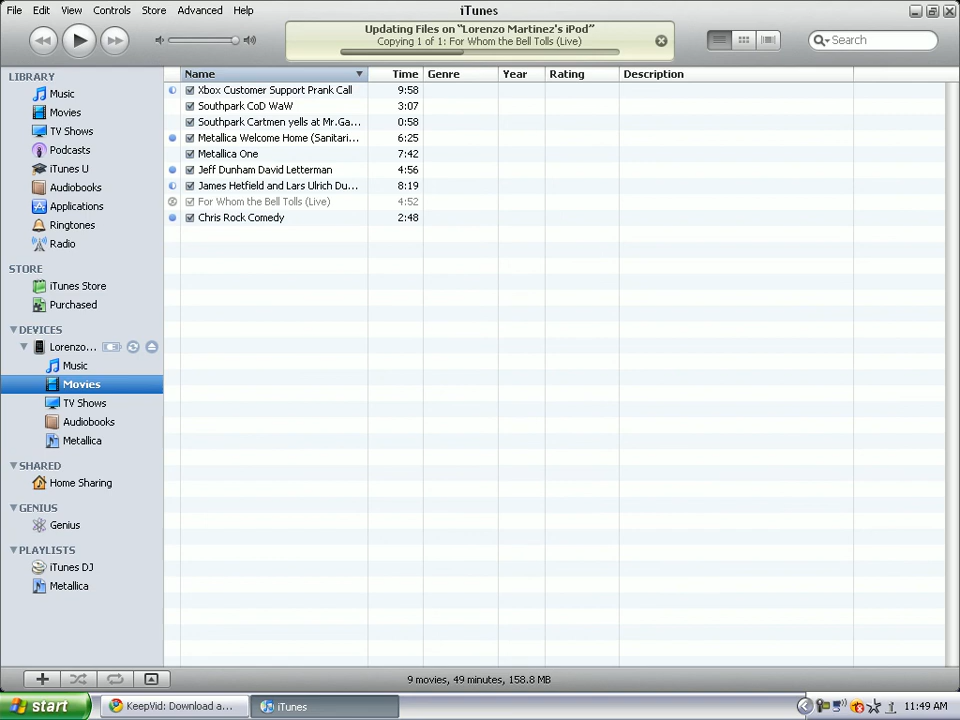 File Edit View Controls Store Advanced Help
iTunes
Updating Files on “Lorenzo Martinez's iPod”
Copying 1 of 1: For Whom the Bell Tolls (Live)
Search
LIBRARY
Music
Movies
TV Shows
Podcasts
iTunes U
Audiobooks
Applications
Ringtones
Radio
STORE
iTunes Store
Purchased
DEVICES
Lorenzo...
Music
Movies
TV Shows
Audiobooks
Metallica
SHARED
Home Sharing
GENIUS
Genius
PLAYLISTS
iTunes DJ
Metallica
Name Time Genre Year Rating Description
Xbox Customer Support Prank Call 9:58
Southpark CoD WaW 3:07
Southpark Cartmen yells at Mr.Ga... 0:58
Metallica Welcome Home (Sanitari... 6:25
Metallica One 7:42
Jeff Dunham David Letterman 4:56
James Hetfield and Lars Ulrich Du... 8:19
For Whom the Bell Tolls (Live) 4:52
Chris Rock Comedy 2:48
9 movies, 49 minutes, 158.8 MB
start
KeepVid: Download a...
iTunes
11:49 AM